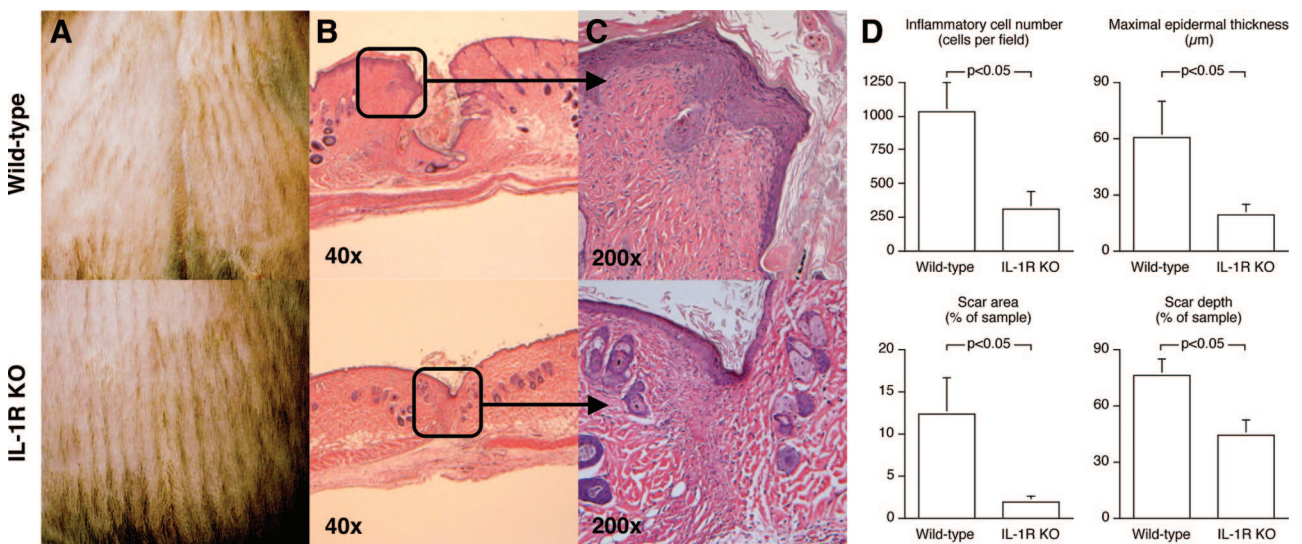 A
B
C
D
Wild-type
40x
200x
IL-1R KO
40x
200x
Inflammatory cell number
(cells per field)
p<0.05
1250
1000
750
500
250
0
Wild-type IL-1R KO
Maximal epidermal thickness
(µm)
p<0.05
90
60
30
0
Wild-type IL-1R KO
Scar area
(% of sample)
p<0.05
20
15
10
5
0
Wild-type IL-1R KO
Scar depth
(% of sample)
p<0.05
90
60
30
0
Wild-type IL-1R KO